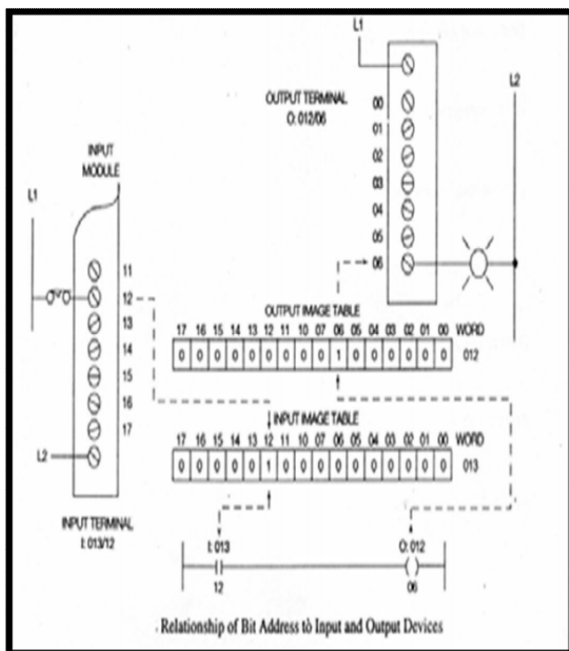 L1
OUTPUT TERMINAL
O: 012/06
L2
00
01
02
03
04
05
06
INPUT
MODULE
L1
11
12
13
14
15
16
17
L2
INPUT TERMINAL
I: 013/12
OUTPUT IMAGE TABLE
17 16 15 14 13 12 11 10 07 06 05 04 03 02 01 00 WORD
0 0 0 0 0 0 0 0 0 1 0 0 0 0 0 0 012
INPUT IMAGE TABLE
17 16 15 14 13 12 11 10 07 06 05 04 03 02 01 00 WORD
0 0 0 0 0 1 0 0 0 0 0 0 0 0 0 0 013
I: 013 O: 012
12 06
Relationship of Bit Address to Input and Output Devices